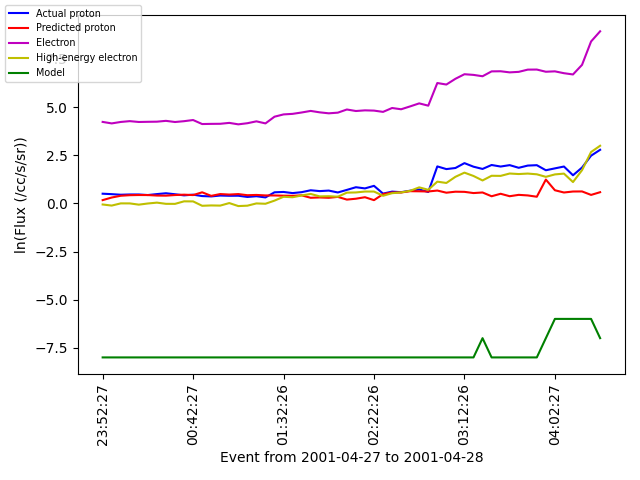 Actual proton
Predicted proton
Electron
High-energy electron
Model
5.0
2.5
0.0
−2.5
−5.0
−7.5
ln(Flux (/cc/s/sr))
23:52:27
00:42:27
01:32:26
02:22:26
03:12:26
04:02:27
Event from 2001-04-27 to 2001-04-28